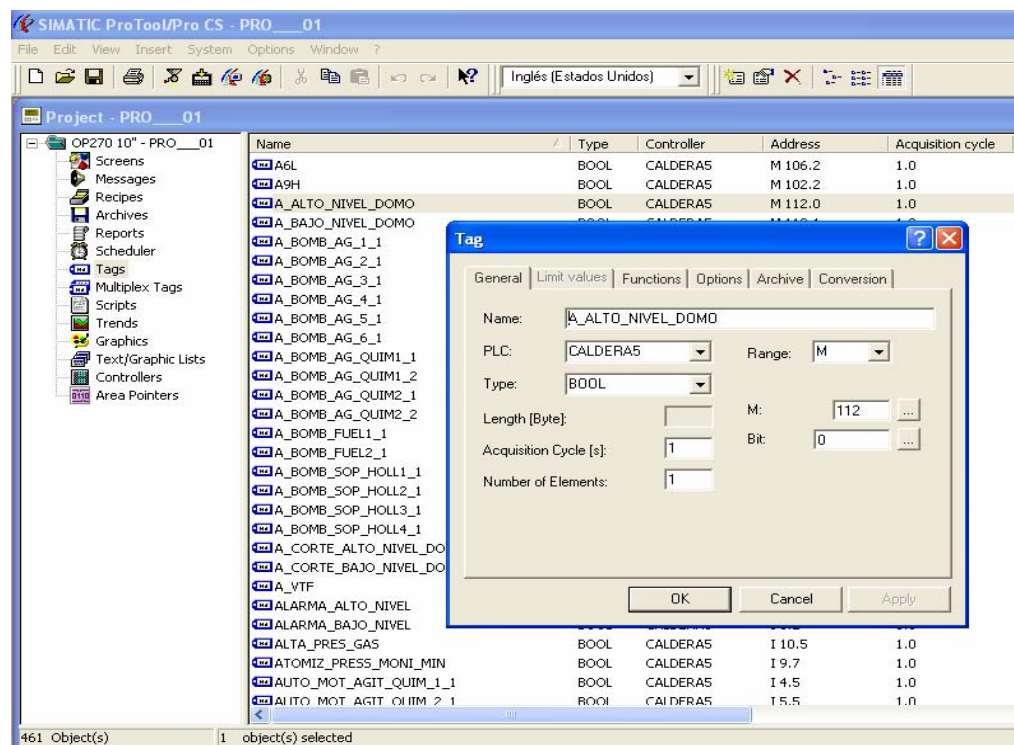 SIMATIC ProTool/Pro CS - PRO___01
File Edit View Insert System Options Window ?
Inglés (Estados Unidos)
Project - PRO___01
OP270 10" - PRO___01
Screens
Messages
Recipes
Archives
Reports
Scheduler
Tags
Multiplex Tags
Scripts
Trends
Graphics
Text/Graphic Lists
Controllers
Area Pointers
Name Type Controller Address Acquisition cycle
A6L BOOL CALDERA5 M 106.2 1.0
A9H BOOL CALDERA5 M 102.2 1.0
A_ALTO_NIVEL_DOMO BOOL CALDERA5 M 112.0 1.0
A_BAJO_NIVEL_DOMO
A_BOMB_AG_1_1
A_BOMB_AG_2_1
A_BOMB_AG_3_1
A_BOMB_AG_4_1
A_BOMB_AG_5_1
A_BOMB_AG_6_1
A_BOMB_AG_QUIM1_1
A_BOMB_AG_QUIM1_2
A_BOMB_AG_QUIM2_1
A_BOMB_AG_QUIM2_2
A_BOMB_FUEL1_1
A_BOMB_FUEL2_1
A_BOMB_SOP_HOLL1_1
A_BOMB_SOP_HOLL2_1
A_BOMB_SOP_HOLL3_1
A_BOMB_SOP_HOLL4_1
A_CORTE_ALTO_NIVEL_DO
A_CORTE_BAJO_NIVEL_DO
A_VTF
ALARMA_ALTO_NIVEL
ALARMA_BAJO_NIVEL
ALTA_PRES_GAS BOOL CALDERA5 I 10.5 1.0
ATOMIZ_PRESS_MONI_MIN BOOL CALDERA5 I 9.7 1.0
AUTO_MOT_AGIT_QUIM_1_1 BOOL CALDERA5 I 4.5 1.0
AUTO_MOT_AGIT_QUIM_2_1 BOOL CALDERA5 I 5.5 1.0
Tag
General Limit values Functions Options Archive Conversion
Name: A_ALTO_NIVEL_DOMO
PLC: CALDERA5 Range: M
Type: BOOL
Length [Byte]: M: 112 ...
Acquisition Cycle [s]: 1 Bit: 0 ...
Number of Elements: 1
OK Cancel Apply
461 Object(s) 1 object(s) selected